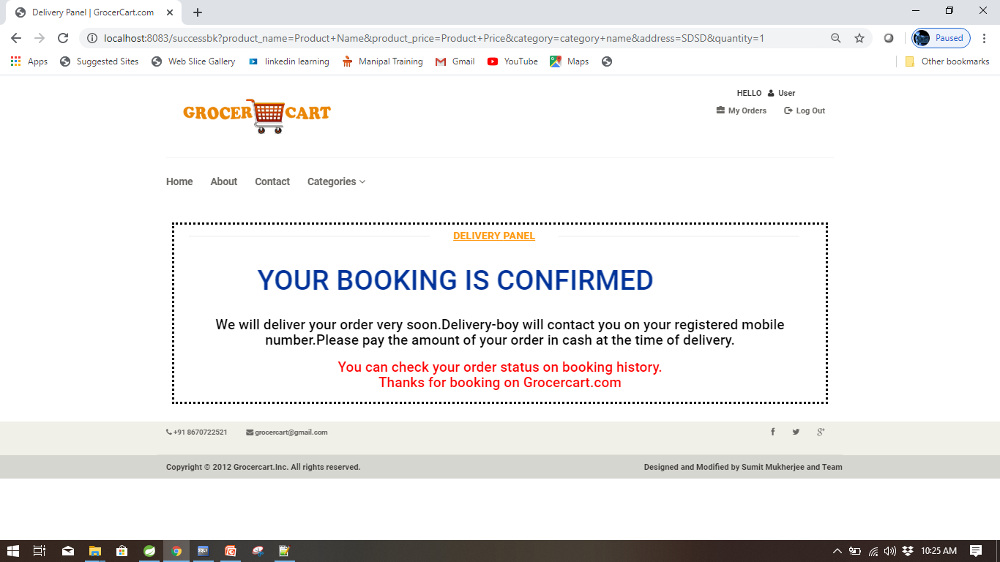 Delivery Panel | GrocerCart.com
localhost:8083/successbk?product_name=Product+Name&product_price=Product+Price&category=category+name&address=SDSD&quantity=1
Paused
Apps Suggested Sites Web Slice Gallery linkedin learning Manipal Training Gmail YouTube Maps Other bookmarks
HELLO User
GROCER CART
My Orders Log Out
Home About Contact Categories
DELIVERY PANEL
YOUR BOOKING IS CONFIRMED
We will deliver your order very soon.Delivery-boy will contact you on your registered mobile
number.Please pay the amount of your order in cash at the time of delivery.
You can check your order status on booking history.
Thanks for booking on Grocercart.com
+91 8670722521 grocercart@gmail.com
Copyright © 2012 Grocercart.Inc. All rights reserved. Designed and Modified by Sumit Mukherjee and Team
10:25 AM